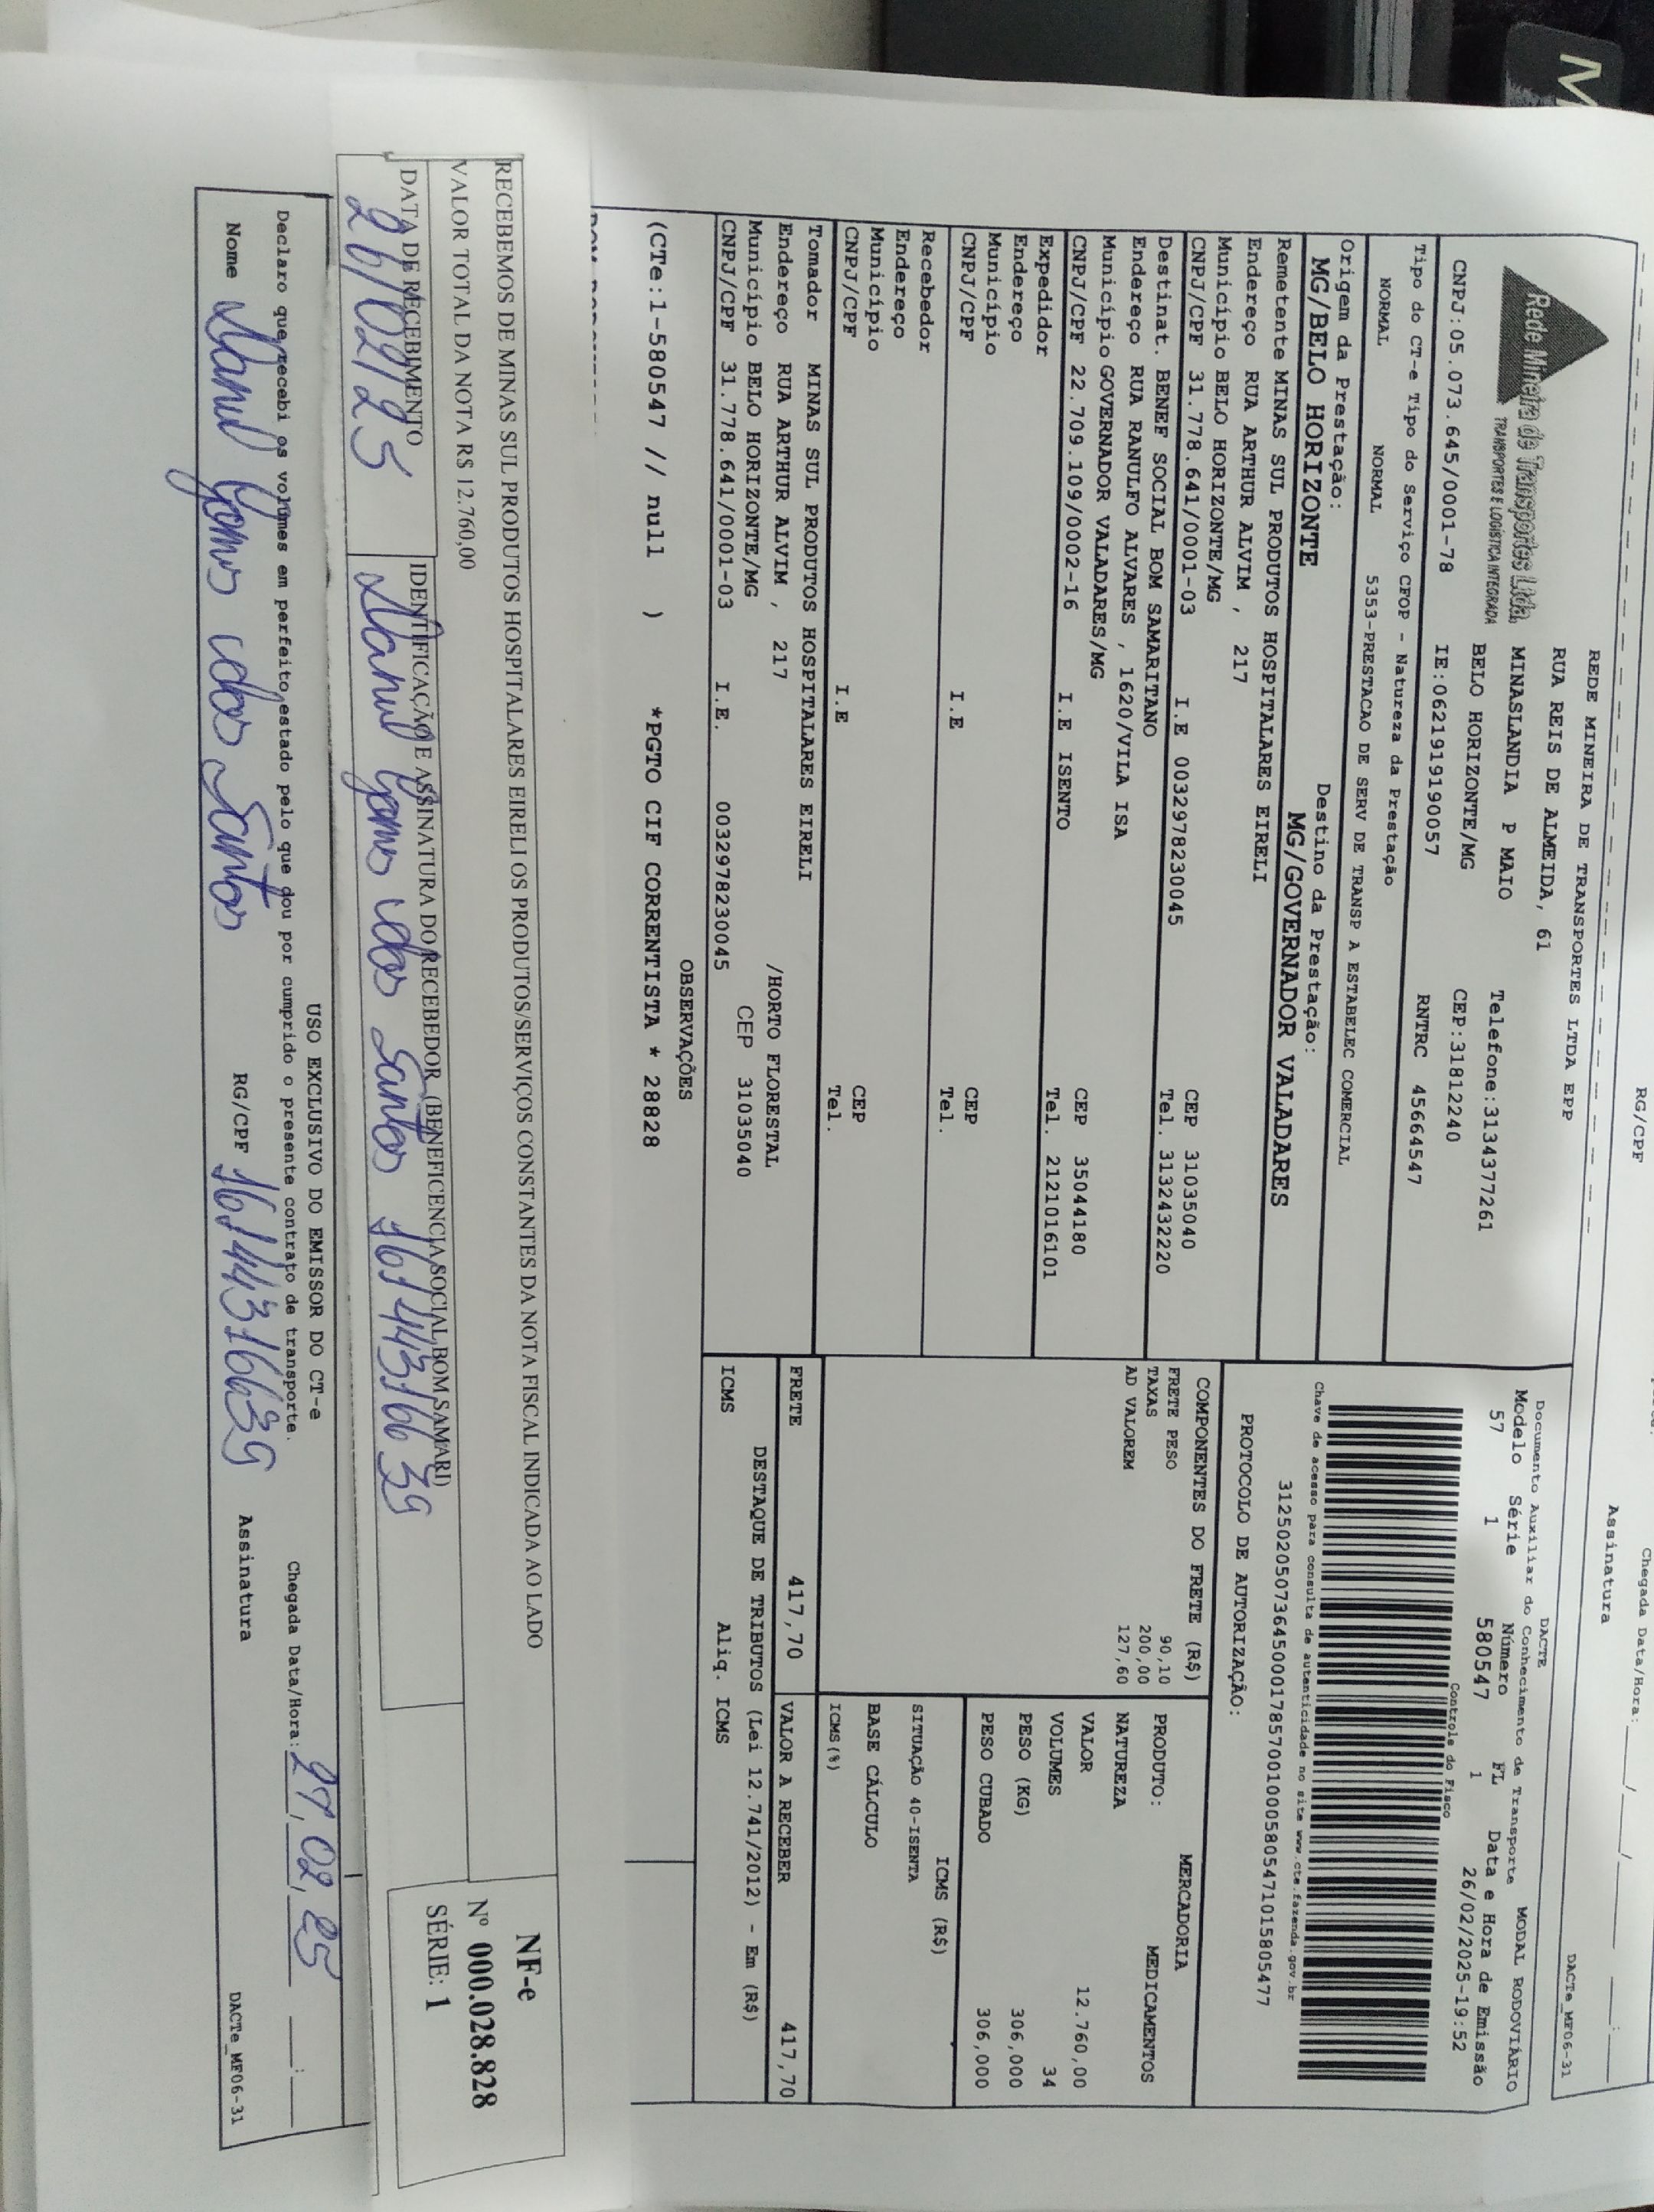 M
Chegada Data/Hora:___/___/___ ___:___
RG/CPF
Assinatura
DACTe_MF06-31
Rede Mineira de Transportes Ltda.
TRANSPORTES E LOGÍSTICA INTEGRADA
REDE MINEIRA DE TRANSPORTES LTDA EPP
RUA REIS DE ALMEIDA, 61
MINASLANDIA P MAIO Telefone:3134377261
BELO HORIZONTE/MG CEP:31812240
CNPJ:05.073.645/0001-78 IE:0621919190057 RNTRC 45664547
DACTE
Documento Auxiliar do Conhecimento de Transporte MODAL RODOVIÁRIO
Modelo Série Número FL Data e Hora de Emissão
57 1 580547 1 26/02/2025-19:52
Controle do Fisco
Tipo do CT-e Tipo do Serviço CFOP - Natureza da Prestação
NORMAL NORMAL 5353-PRESTACAO DE SERV DE TRANSP A ESTABELEC COMERCIAL
Origem da Prestação: Destino da Prestação:
MG/BELO HORIZONTE MG/GOVERNADOR VALADARES
Chave de acesso para consulta de autenticidade no site www.cte.fazenda.gov.br
31250205073645000178570010005805471015805477
PROTOCOLO DE AUTORIZAÇÃO:
Remetente MINAS SUL PRODUTOS HOSPITALARES EIRELI
Endereço RUA ARTHUR ALVIM , 217
Município BELO HORIZONTE/MG CEP 31035040
CNPJ/CPF 31.778.641/0001-03 I.E 0032978230045 Tel. 3132432220
Destinat. BENEF SOCIAL BOM SAMARITANO
Endereço RUA RANULFO ALVARES , 1620/VILA ISA
Município GOVERNADOR VALADARES/MG CEP 35044180
CNPJ/CPF 22.709.109/0002-16 I.E ISENTO Tel. 2121016101
Expedidor
Endereço
Município CEP
CNPJ/CPF I.E Tel.
Recebedor
Endereço
Município CEP
CNPJ/CPF I.E Tel.
Tomador MINAS SUL PRODUTOS HOSPITALARES EIRELI
Endereço RUA ARTHUR ALVIM , 217 /HORTO FLORESTAL
Município BELO HORIZONTE/MG CEP 31035040
CNPJ/CPF 31.778.641/0001-03 I.E. 0032978230045
COMPONENTES DO FRETE (R$)
FRETE PESO 90,10
TAXAS 200,00
AD VALOREM 127,60
MERCADORIA
PRODUTO: MEDICAMENTOS
NATUREZA
VALOR 12.760,00
VOLUMES 34
PESO (KG) 306,000
PESO CUBADO 306,000
ICMS (R$)
SITUAÇÃO 40-ISENTA
BASE CÁLCULO
ICMS(%)
FRETE 417,70 VALOR A RECEBER 417,70
DESTAQUE DE TRIBUTOS (Lei 12.741/2012) - Em (R$)
ICMS Aliq. ICMS
OBSERVAÇÕES
(CTe:1-580547 // null ) *PGTO CIF CORRENTISTA * 28828
RECEBEMOS DE MINAS SUL PRODUTOS HOSPITALARES EIRELI OS PRODUTOS/SERVIÇOS CONSTANTES DA NOTA FISCAL INDICADA AO LADO
VALOR TOTAL DA NOTA R$ 12.760,00
DATA DE RECEBIMENTO
26/02/25
IDENTIFICAÇÃO E ASSINATURA DO RECEBEDOR (BENEFICENCIA SOCIAL BOM SAMARI)
Gomes dos Santos 16144316639
NF-e
Nº 000.028.828
SÉRIE: 1
USO EXCLUSIVO DO EMISSOR DO CT-e
Declaro que recebi os volumes em perfeito estado pelo que dou por cumprido o presente contrato de transporte.
Chegada Data/Hora: 27/02/25 ___:___
Nome Gomes dos Santos RG/CPF 16144316639 Assinatura
DACTe_MF06-31